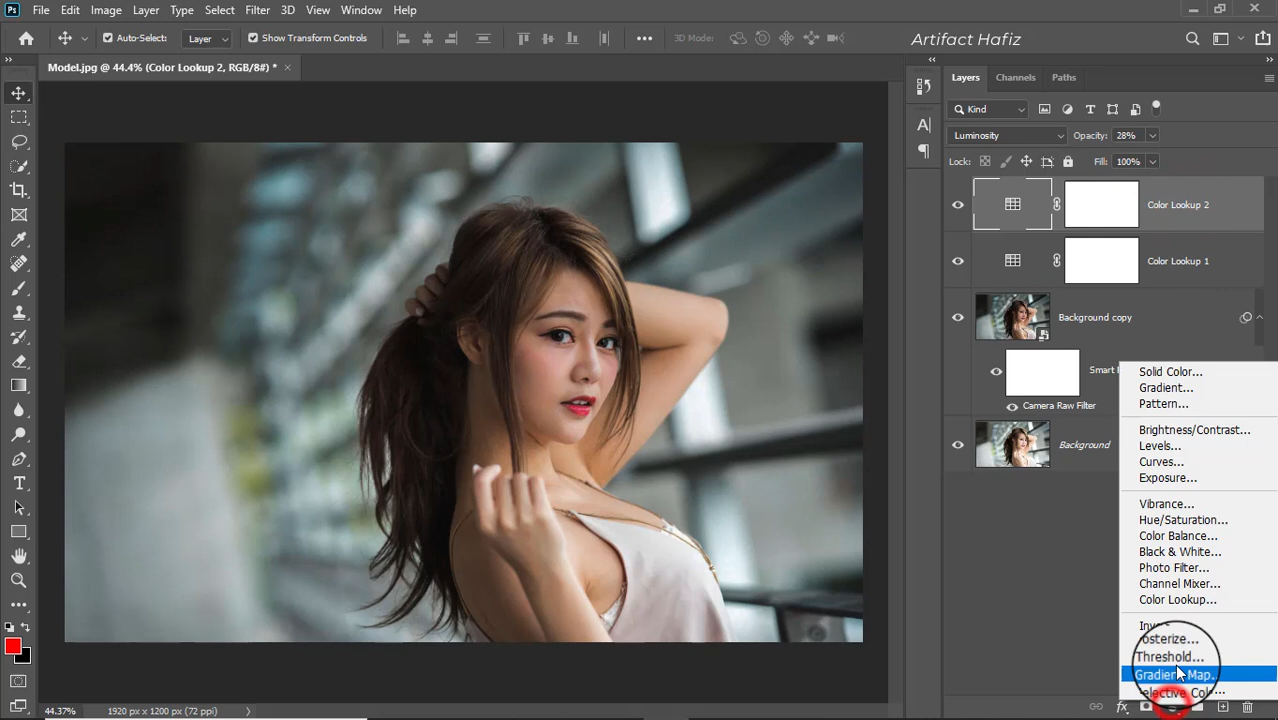 Ps File Edit Image Layer Type Select Filter 3D View Window Help
Auto-Select: Layer Show Transform Controls 3D Mode: Artifact Hafiz
Model.jpg @ 44.4% (Color Lookup 2, RGB/8#) *
Layers Channels Paths
Kind
Luminosity Opacity: 28%
Lock: Fill: 100%
Color Lookup 2
Color Lookup 1
Background copy
Smart
Camera Raw Filter
Background
Solid Color...
Gradient...
Pattern...
Brightness/Contrast...
Levels...
Curves...
Exposure...
Vibrance...
Hue/Saturation...
Color Balance...
Black & White...
Photo Filter...
Channel Mixer...
Color Lookup...
Threshold...
Gradient Map...
44.37% 1920 px x 1200 px (72 ppi)